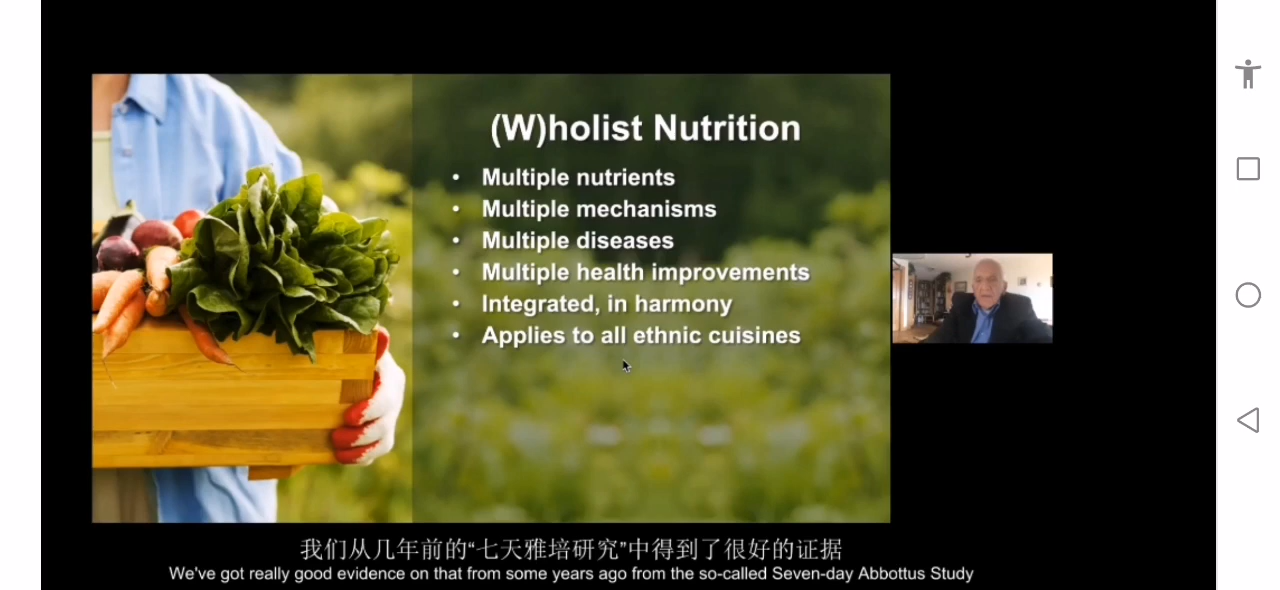 (W)holist Nutrition
• Multiple nutrients
• Multiple mechanisms
• Multiple diseases
• Multiple health improvements
• Integrated, in harmony
• Applies to all ethnic cuisines
我们从几年前的“七天雅培研究”中得到了很好的证据
We've got really good evidence on that from some years ago from the so-called Seven-day Abbottus Study